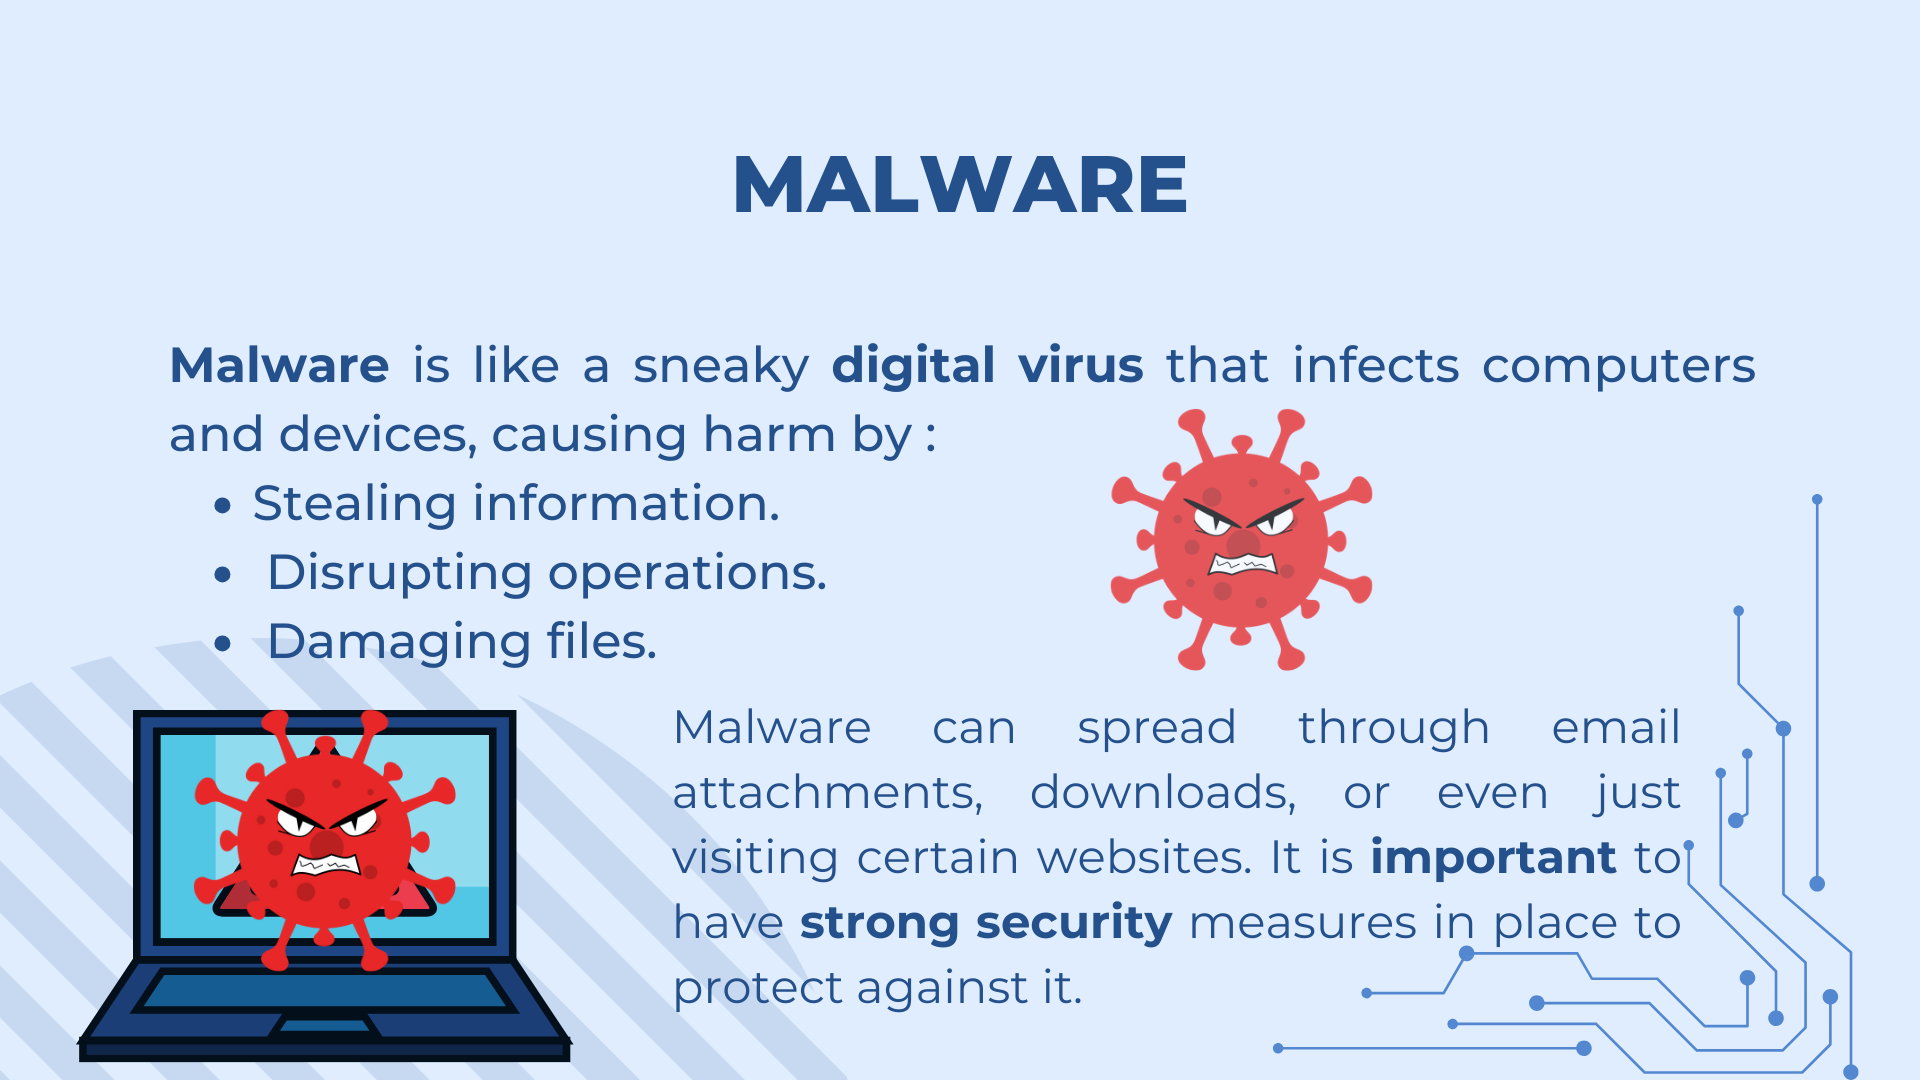 MALWARE
Malware is like a sneaky digital virus that infects computers
and devices, causing harm by :
• Stealing information.
• Disrupting operations.
• Damaging files.
Malware can spread through email
attachments, downloads, or even just
visiting certain websites. It is important to
have strong security measures in place to
protect against it.